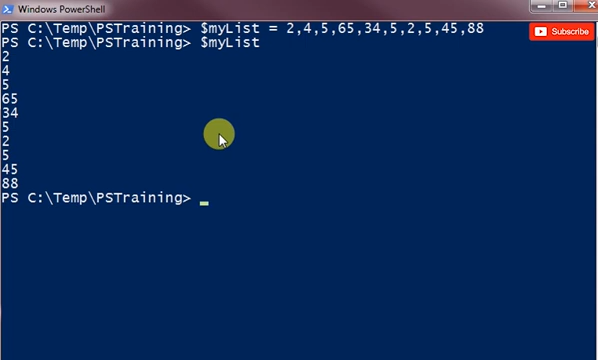 Windows PowerShell
PS C:\Temp\PSTraining> $myList = 2,4,5,65,34,5,2,5,45,88
Subscribe
PS C:\Temp\PSTraining> $myList
2
4
5
65
34
5
2
5
45
88
PS C:\Temp\PSTraining>